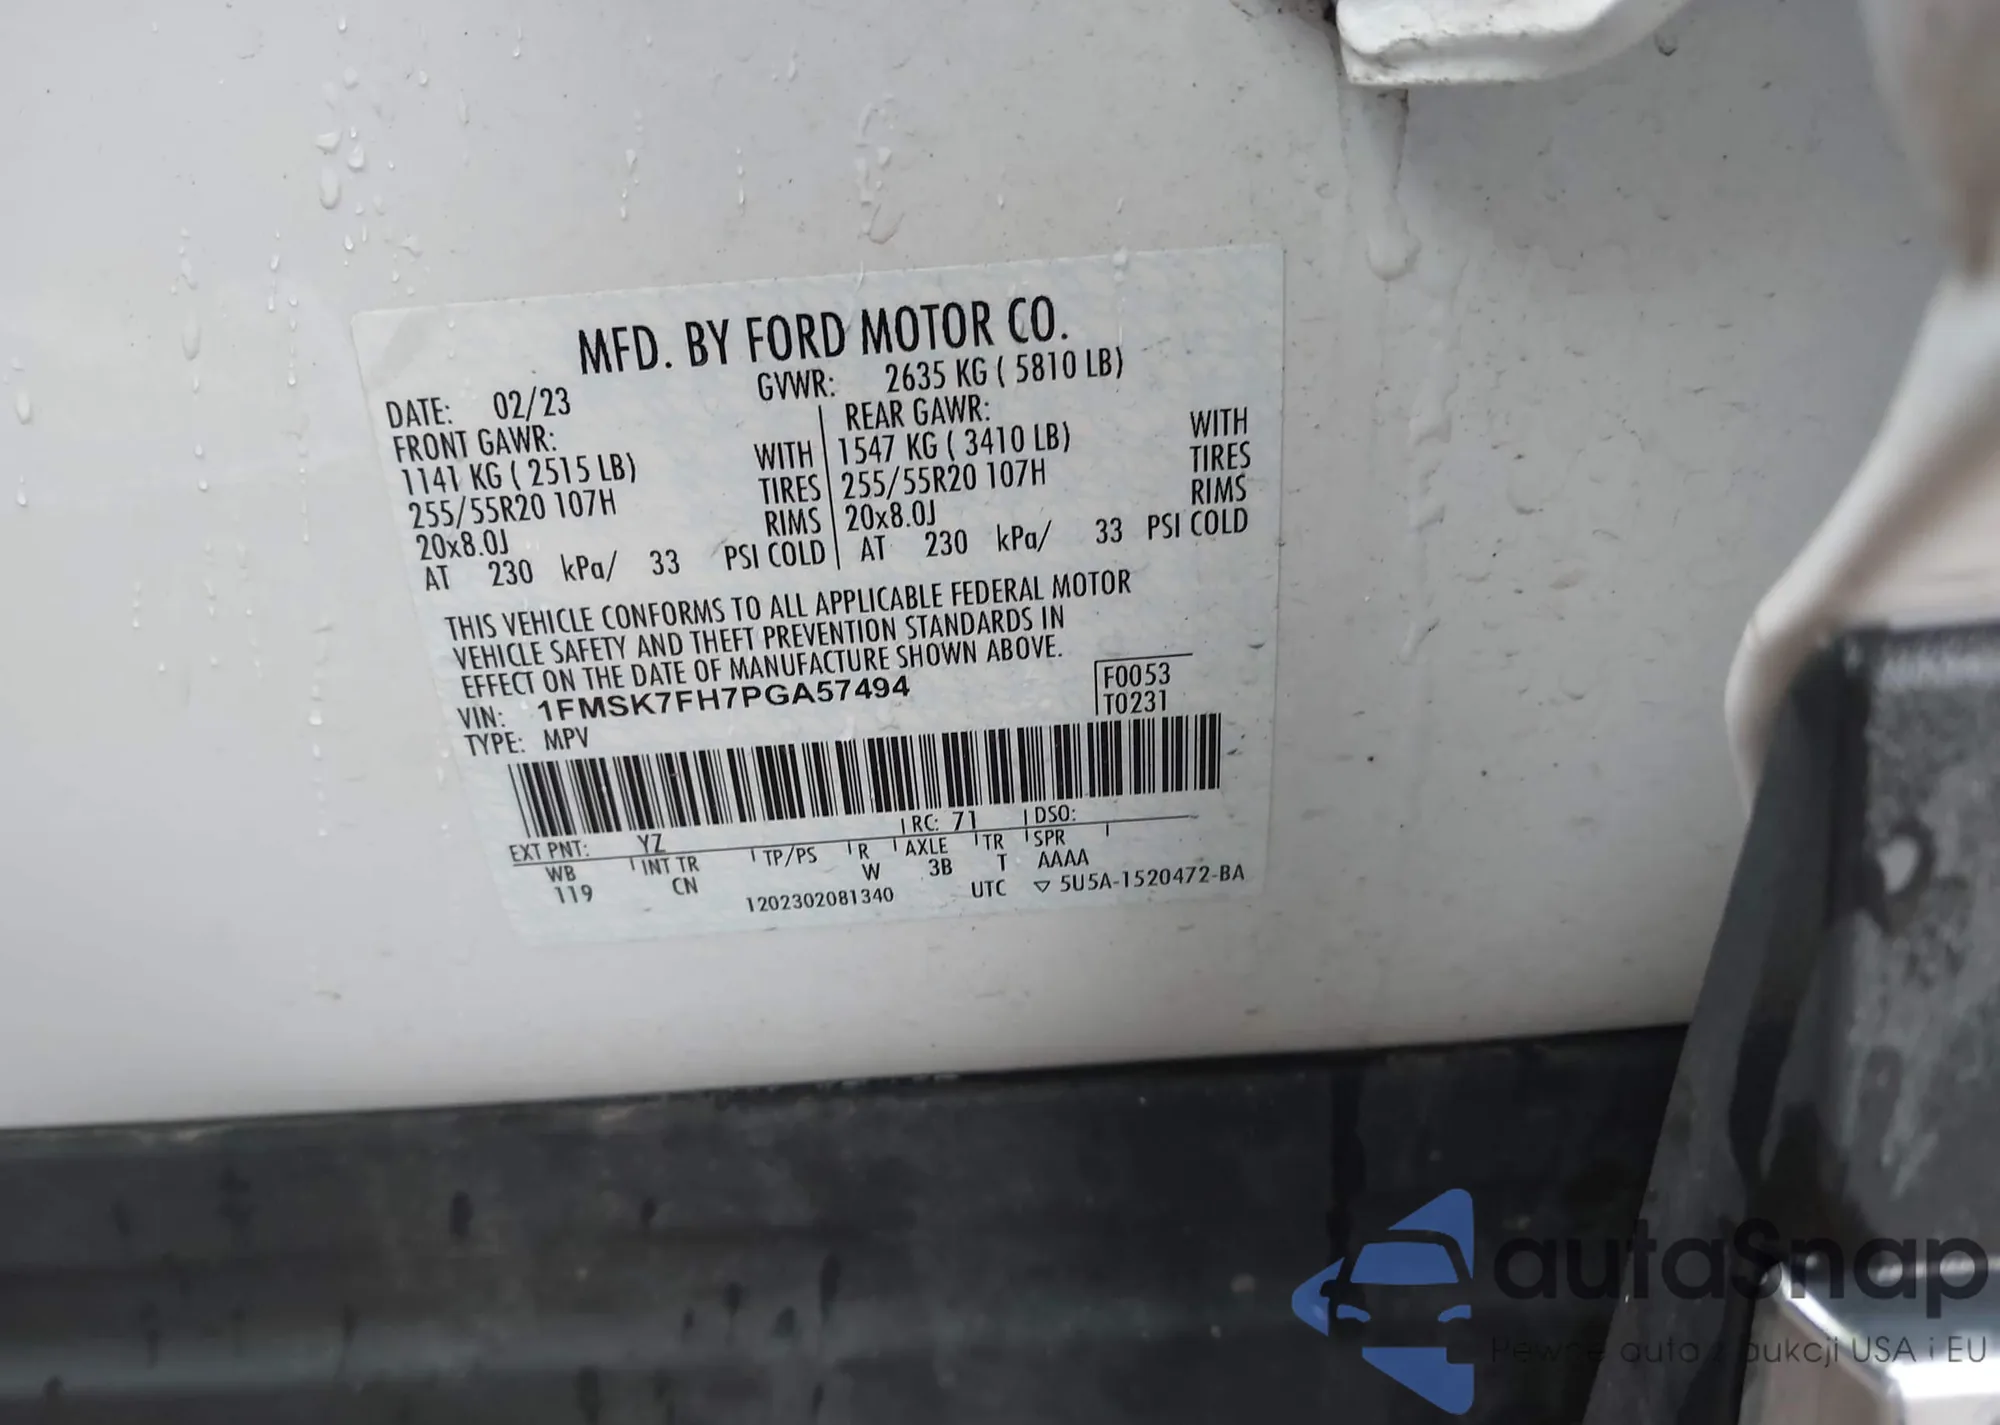 MFD. BY FORD MOTOR CO.
DATE: 02/23 GVWR: 2635 KG ( 5810 LB)
FRONT GAWR: REAR GAWR:
1141 KG ( 2515 LB) WITH 1547 KG ( 3410 LB) WITH
255/55R20 107H TIRES 255/55R20 107H TIRES
20x8.0J RIMS 20x8.0J RIMS
AT 230 kPa/ 33 PSI COLD AT 230 kPa/ 33 PSI COLD
THIS VEHICLE CONFORMS TO ALL APPLICABLE FEDERAL MOTOR
VEHICLE SAFETY AND THEFT PREVENTION STANDARDS IN
EFFECT ON THE DATE OF MANUFACTURE SHOWN ABOVE.
VIN: 1FMSK7FH7PGA57494 F0053
TYPE: MPV T0231
EXT PNT: YZ RC: 71 DSO:
WB INT TR TP/PS R AXLE TR SPR
119 CN W 3B T AAAA
1202302081340 UTC ▽ 5U5A-1520472-BA
autoSnap
Pewne auta z aukcji USA i EU